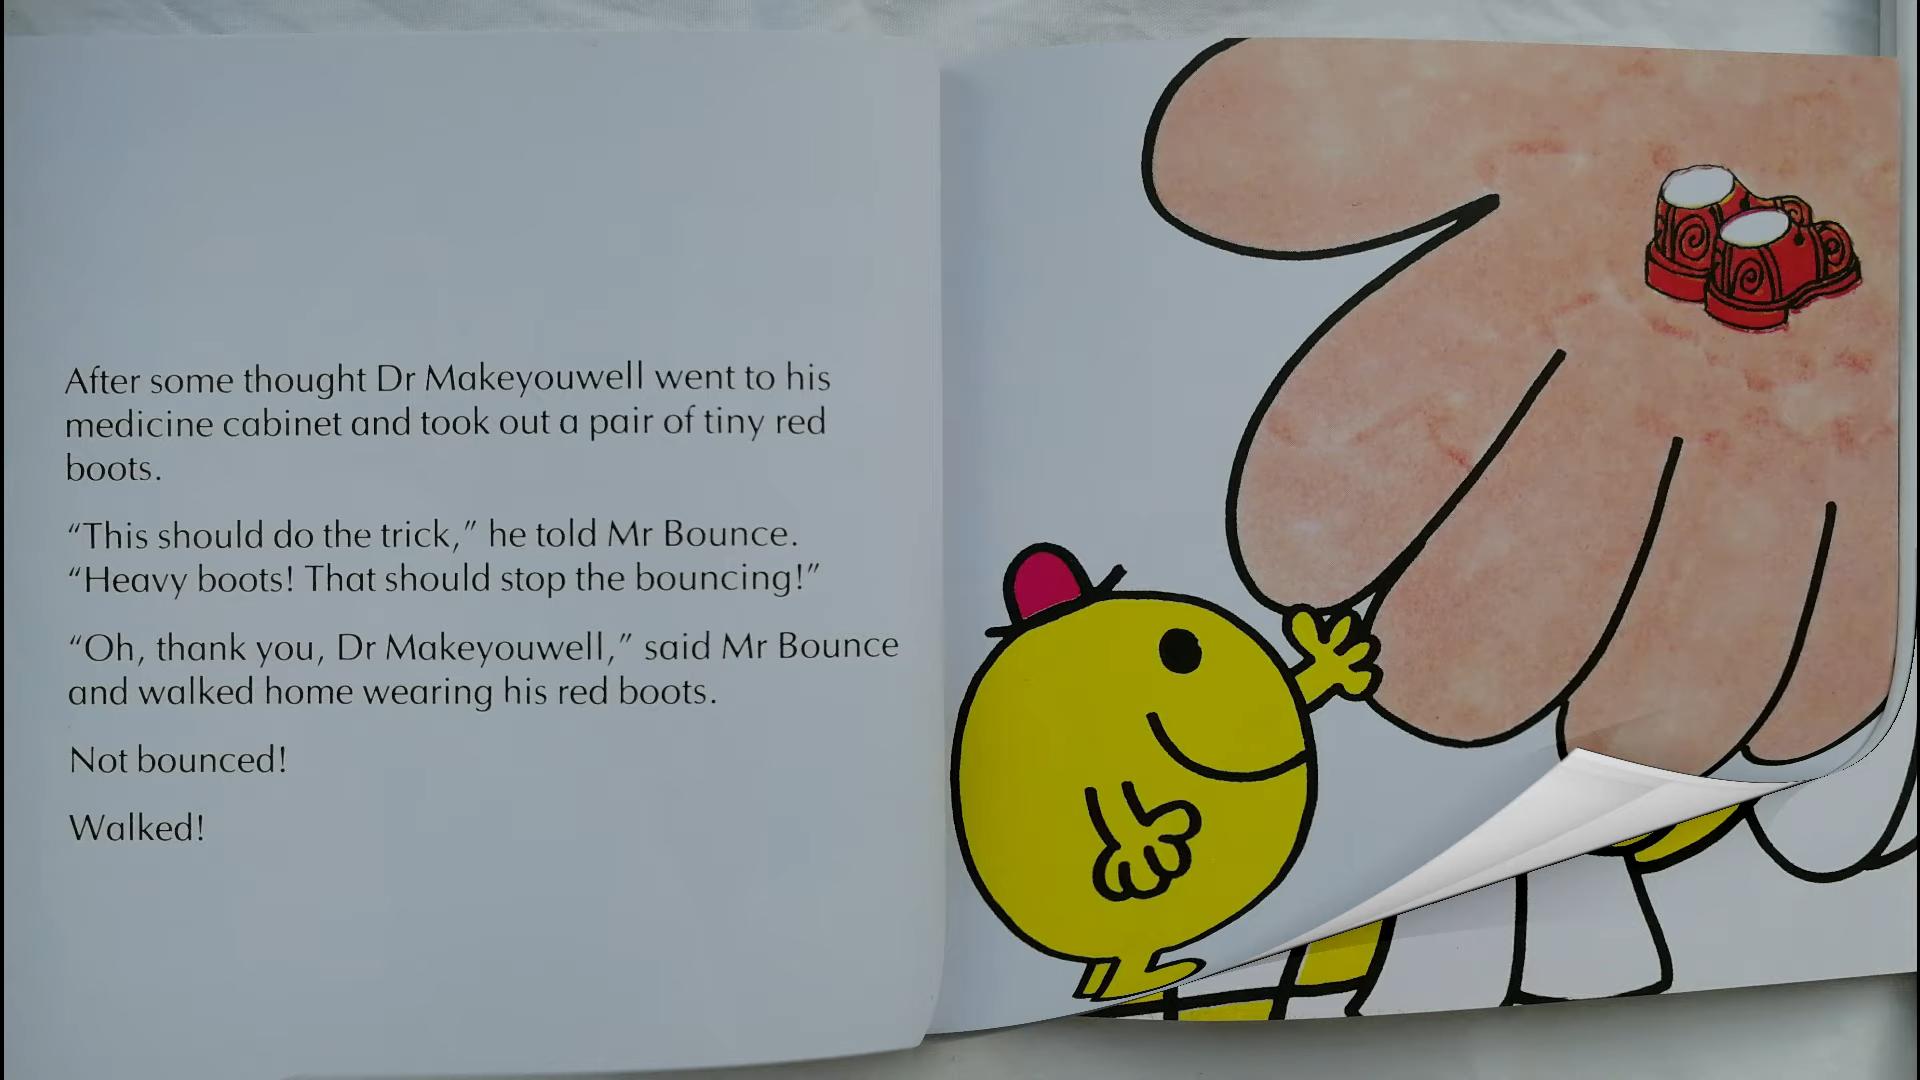 After some thought Dr Makeyouwell went to his
medicine cabinet and took out a pair of tiny red
boots.
“This should do the trick,” he told Mr Bounce.
“Heavy boots! That should stop the bouncing!”
“Oh, thank you, Dr Makeyouwell,” said Mr Bounce
and walked home wearing his red boots.
Not bounced!
Walked!